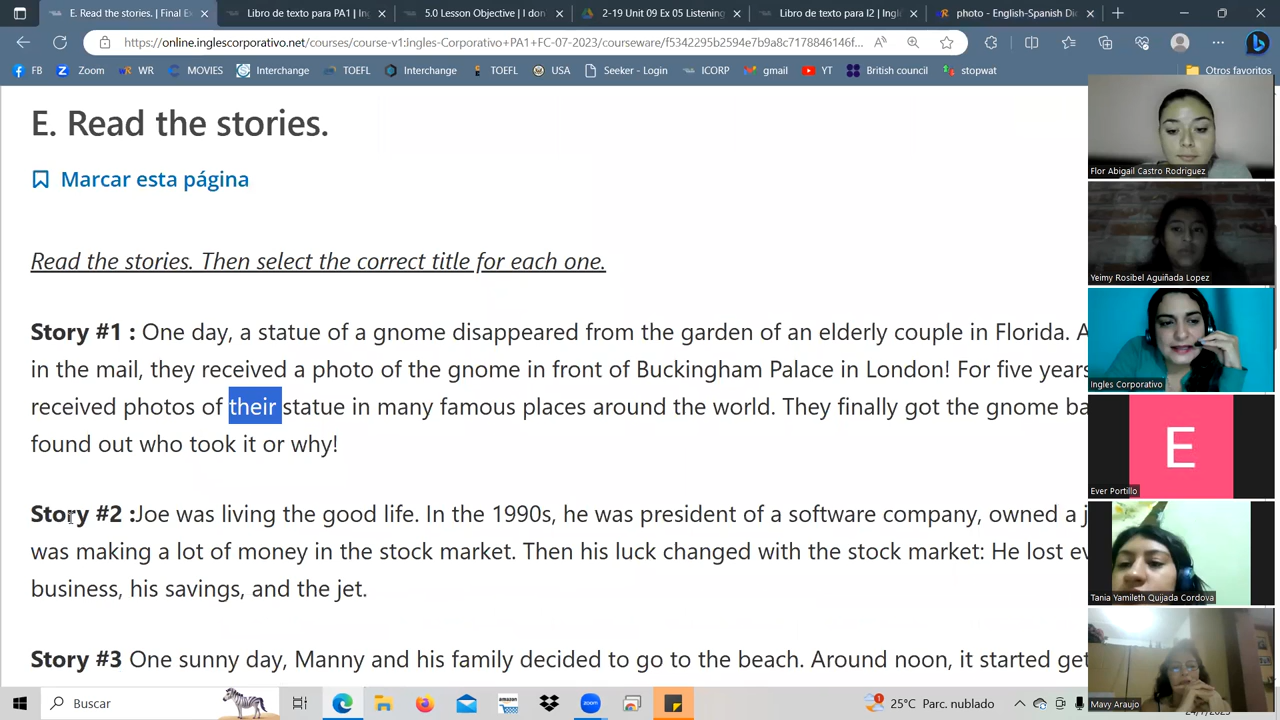 E. Read the stories. | Final E
Libro de texto para PA1 | Ing
5.0 Lesson Objective | I don
2-19 Unit 09 Ex 05 Listening
Libro de texto para I2 | Ingle
photo - English-Spanish Dic
https://online.inglescorporativo.net/courses/course-v1:ingles-Corporativo+PA1+FC-07-2023/courseware/f5342295b2594e7b9a8c7178846146f...
FB
Zoom
WR
MOVIES
Interchange
TOEFL
Interchange
TOEFL
USA
Seeker - Login
ICORP
gmail
YT
British council
stopwat
Otros favoritos
E. Read the stories.
Marcar esta página
Read the stories. Then select the correct title for each one.
Story #1 : One day, a statue of a gnome disappeared from the garden of an elderly couple in Florida. A
in the mail, they received a photo of the gnome in front of Buckingham Palace in London! For five years
received photos of their statue in many famous places around the world. They finally got the gnome ba
found out who took it or why!
Story #2 :Joe was living the good life. In the 1990s, he was president of a software company, owned a j
was making a lot of money in the stock market. Then his luck changed with the stock market: He lost ev
business, his savings, and the jet.
Story #3 One sunny day, Manny and his family decided to go to the beach. Around noon, it started get
Flor Abigail Castro Rodriguez
Yeimy Rosibel Aguiñada Lopez
Ingles Corporativo
E
Ever Portillo
Tania Yamileth Quijada Cordova
Mavy Araujo
Buscar
amazon
zoom
1
25°C Parc. nublado